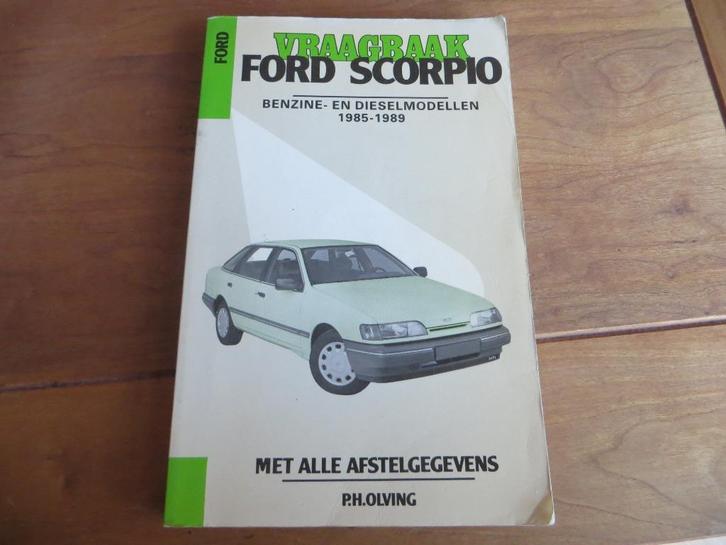 FORD
VRAAGBAAK
FORD SCORPIO
BENZINE- EN DIESELMODELLEN
1985-1989
MET ALLE AFSTELGEGEVENS
P.H.OLVING